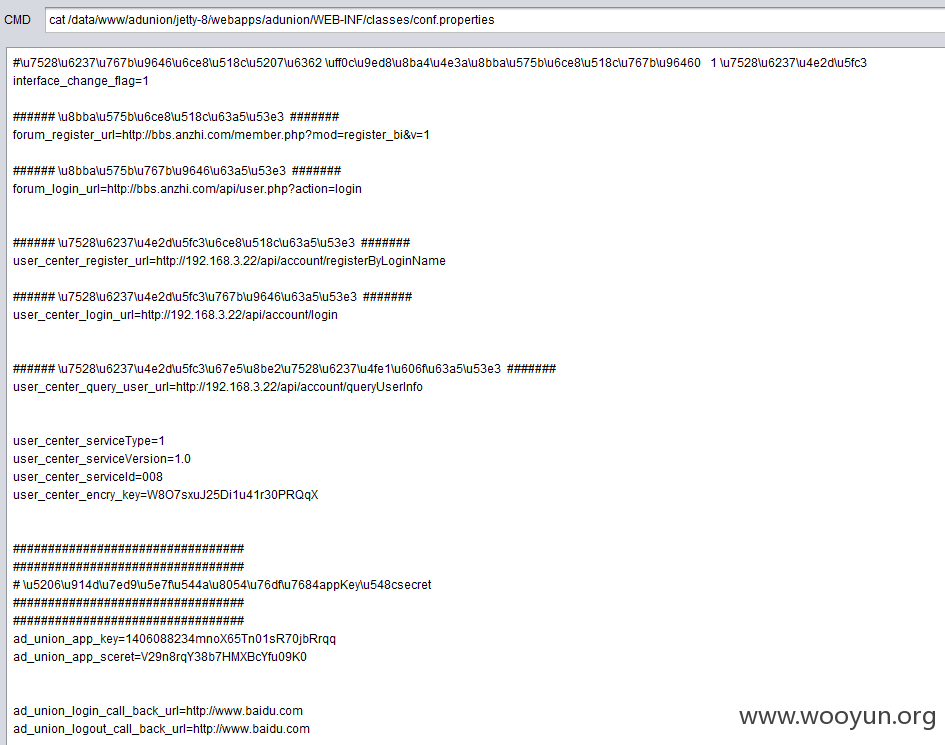 CMD cat /data/www/adunion/jetty-8/webapps/adunion/WEB-INF/classes/conf.properties
#\u7528\u6237\u767b\u9646\u6ce8\u518c\u5207\u6362 \uff0c\u9ed8\u8ba4\u4e3a\u8bba\u575b\u6ce8\u518c\u767b\u96460 1 \u7528\u6237\u4e2d\u5fc3
interface_change_flag=1
###### \u8bba\u575b\u6ce8\u518c\u63a5\u53e3 #######
forum_register_url=http://bbs.anzhi.com/member.php?mod=register_bi&v=1
###### \u8bba\u575b\u767b\u9646\u63a5\u53e3 #######
forum_login_url=http://bbs.anzhi.com/api/user.php?action=login
###### \u7528\u6237\u4e2d\u5fc3\u6ce8\u518c\u63a5\u53e3 #######
user_center_register_url=http://192.168.3.22/api/account/registerByLoginName
###### \u7528\u6237\u4e2d\u5fc3\u767b\u9646\u63a5\u53e3 #######
user_center_login_url=http://192.168.3.22/api/account/login
###### \u7528\u6237\u4e2d\u5fc3\u67e5\u8be2\u7528\u6237\u4fe1\u606f\u63a5\u53e3 #######
user_center_query_user_url=http://192.168.3.22/api/account/queryUserInfo
user_center_serviceType=1
user_center_serviceVersion=1.0
user_center_serviceId=008
user_center_encry_key=W8O7sxuJ25Di1u41r30PRQqX
#################################
#################################
# \u5206\u914d\u7ed9\u5e7f\u544a\u8054\u76df\u7684appKey\u548csecret
#################################
#################################
ad_union_app_key=1406088234mnoX65Tn01sR70jbRrqq
ad_union_app_sceret=V29n8rqY38b7HMXBcYfu09K0
ad_union_login_call_back_url=http://www.baidu.com
ad_union_logout_call_back_url=http://www.baidu.com
www.wooyun.org